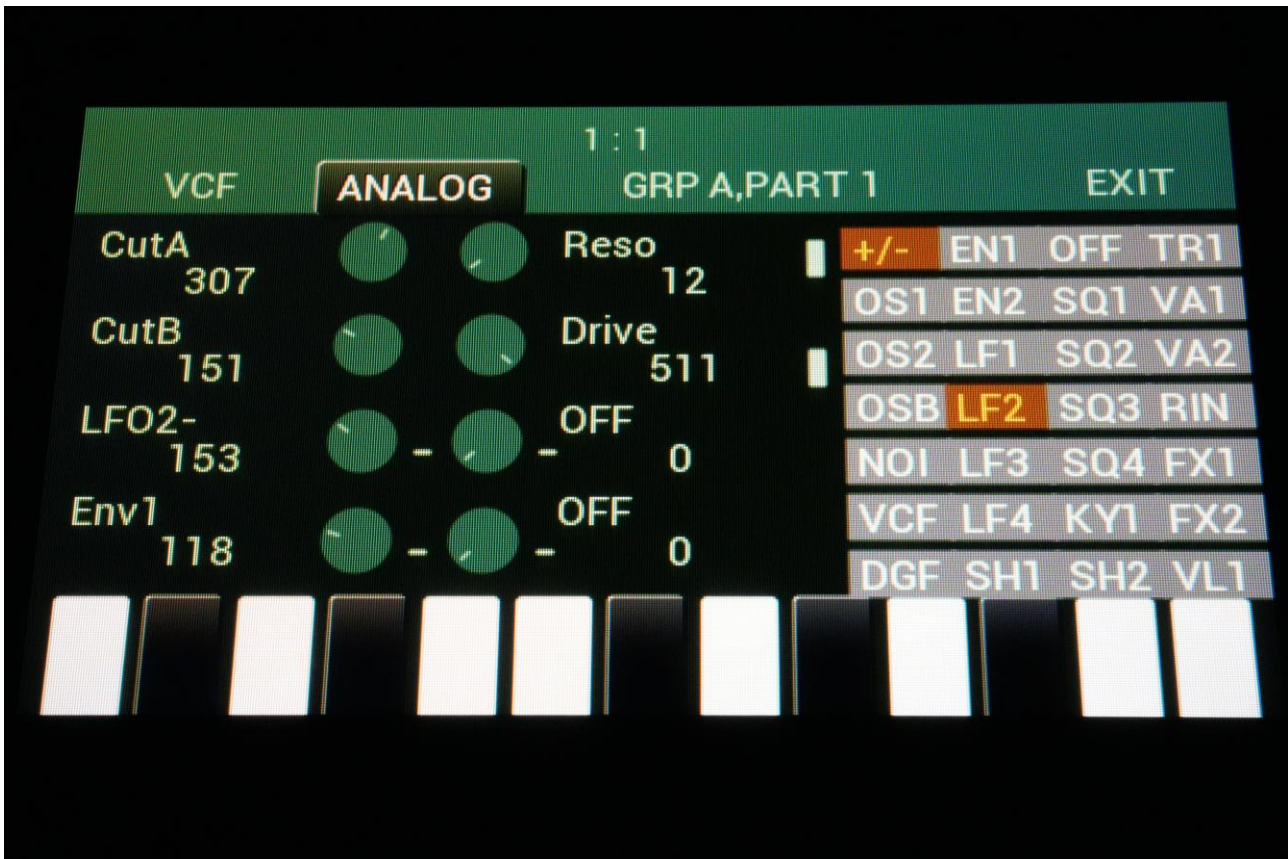 1 : 1
VCF ANALOG GRP A,PART 1 EXIT
CutA Reso
307 12
CutB Drive
151 511
LFO2- OFF
153 - - 0
Env1 OFF
118 - - 0
+/- EN1 OFF TR1
OS1 EN2 SQ1 VA1
OS2 LF1 SQ2 VA2
OSB LF2 SQ3 RIN
NOI LF3 SQ4 FX1
VCF LF4 KY1 FX2
DGF SH1 SH2 VL1